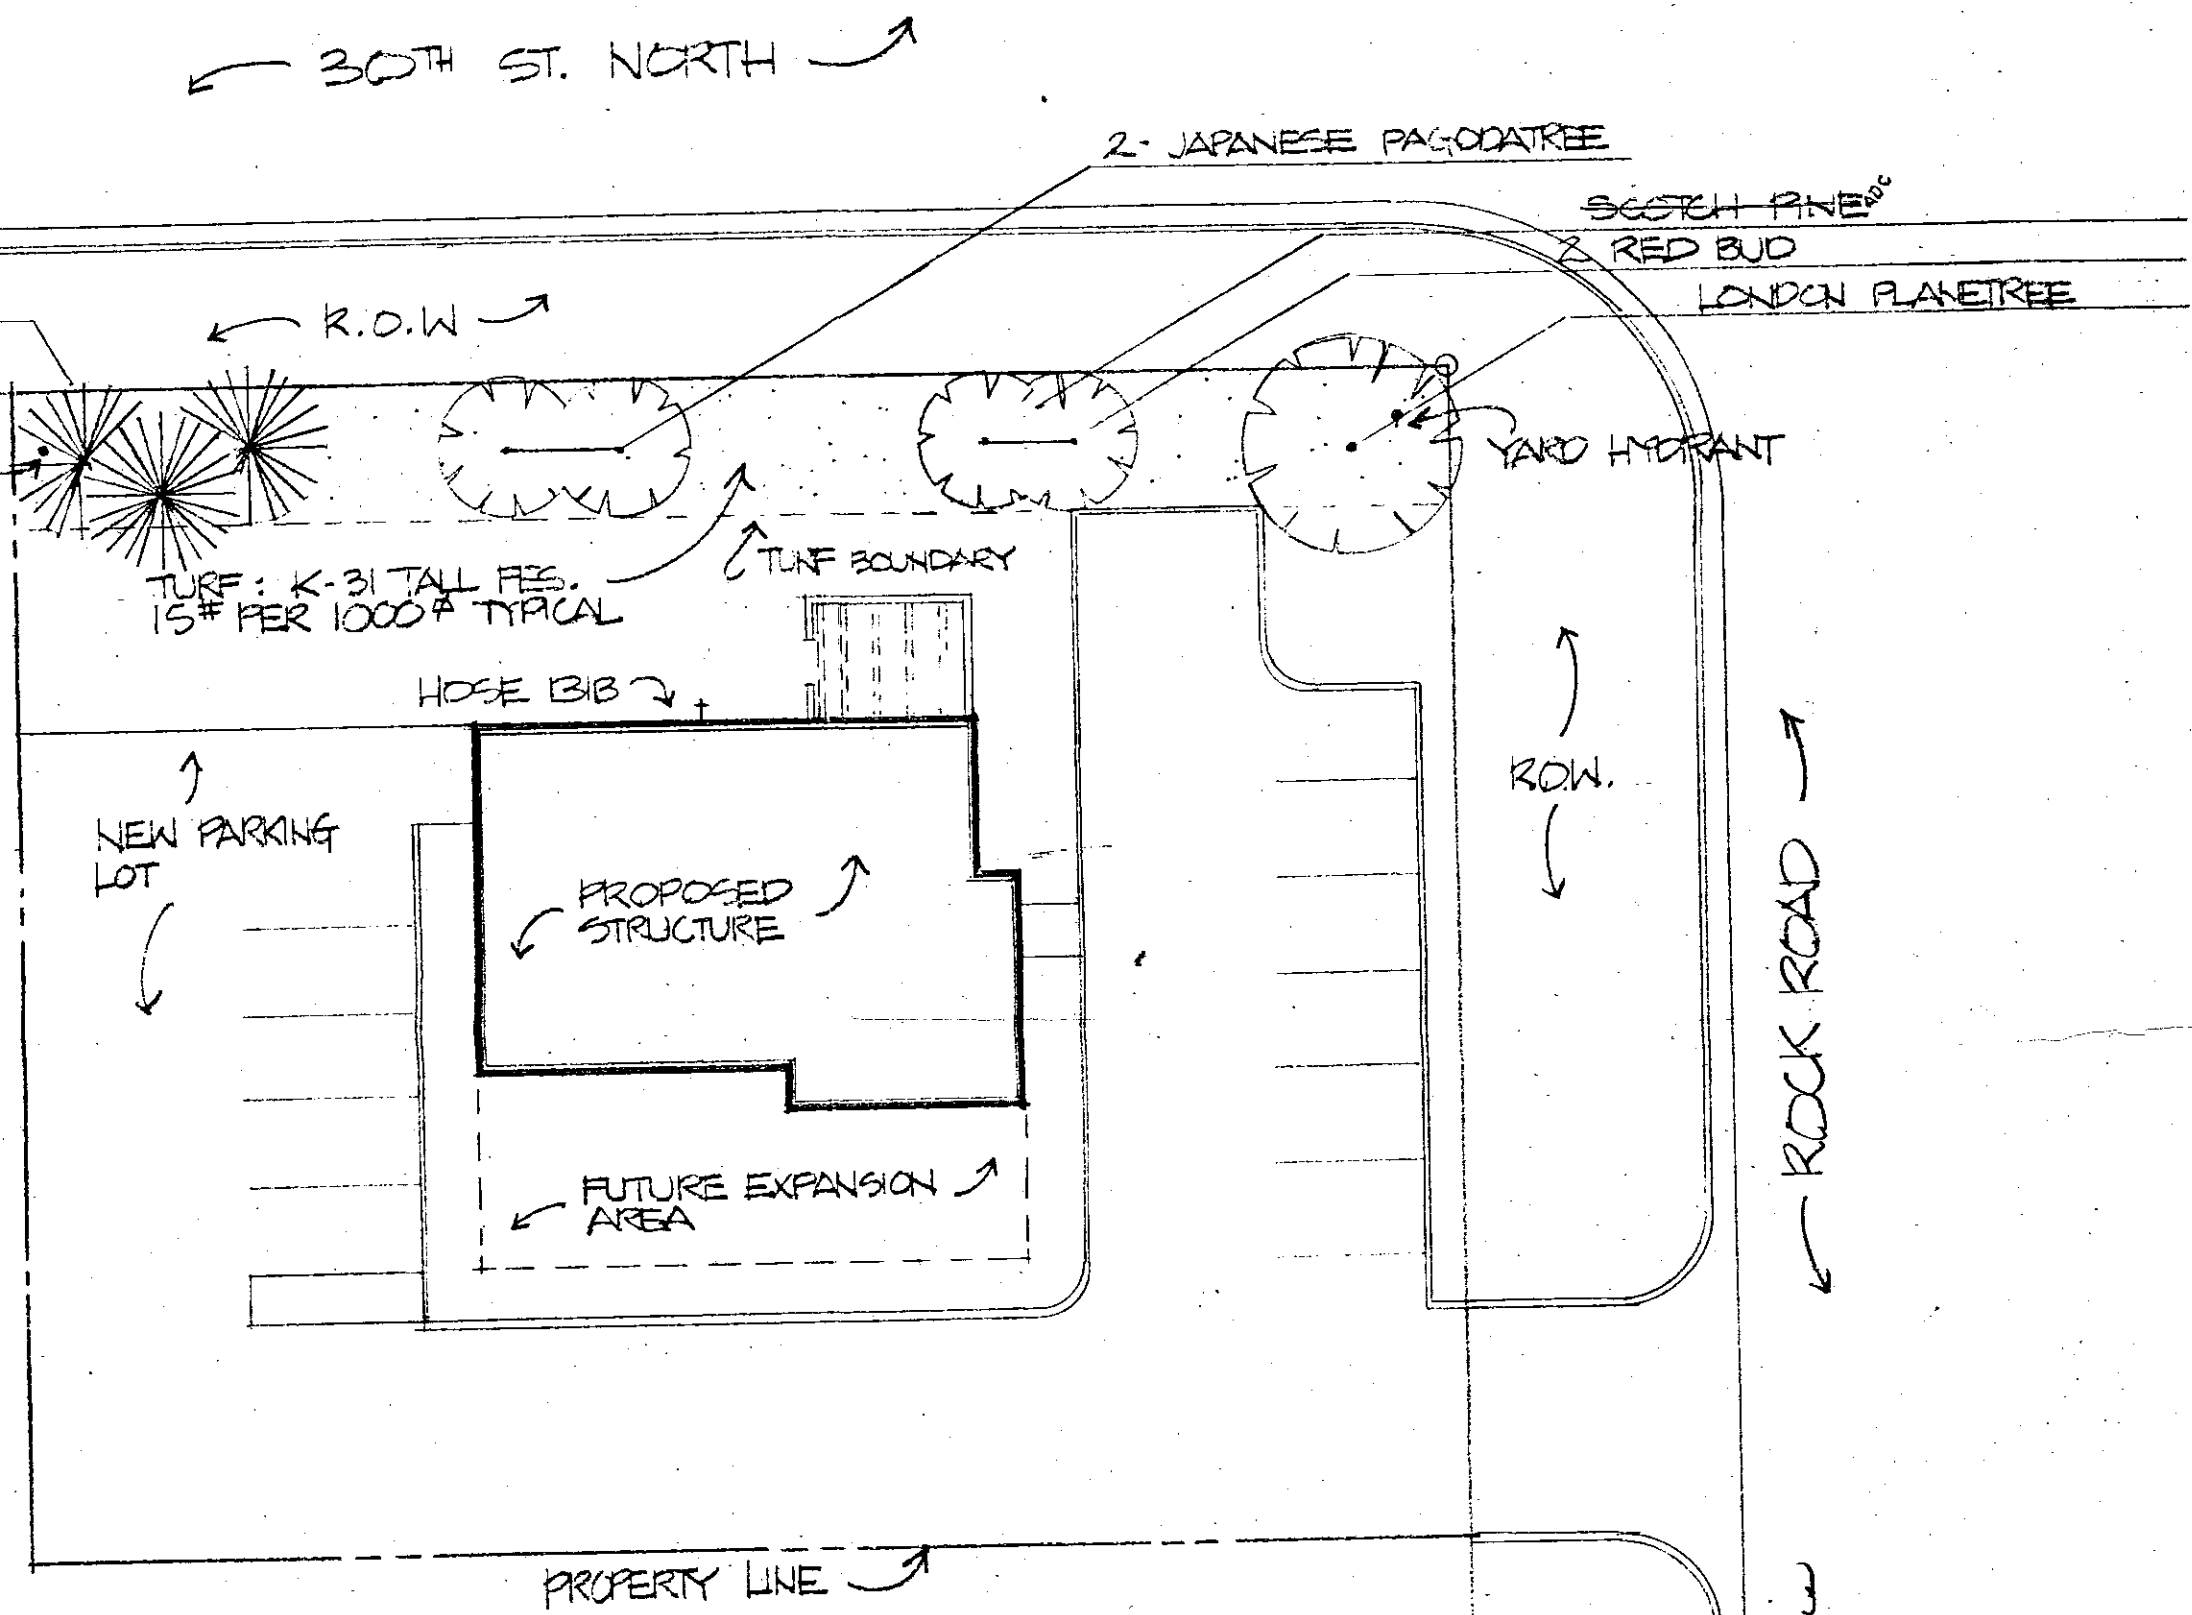 30TH ST. NORTH
2- JAPANESE PAGODATREE
SCOTCH PINE ADC
2 RED BUD
LONDON PLANETREE
R.O.W
YARD HYDRANT
TURF BOUNDARY
TURF: K-31 TALL FES.
15# PER 1000 TYPICAL
HOSE BIB
NEW PARKING
LOT
PROPOSED
STRUCTURE
R.O.W.
ROCK ROAD
FUTURE EXPANSION
AREA
PROPERTY LINE